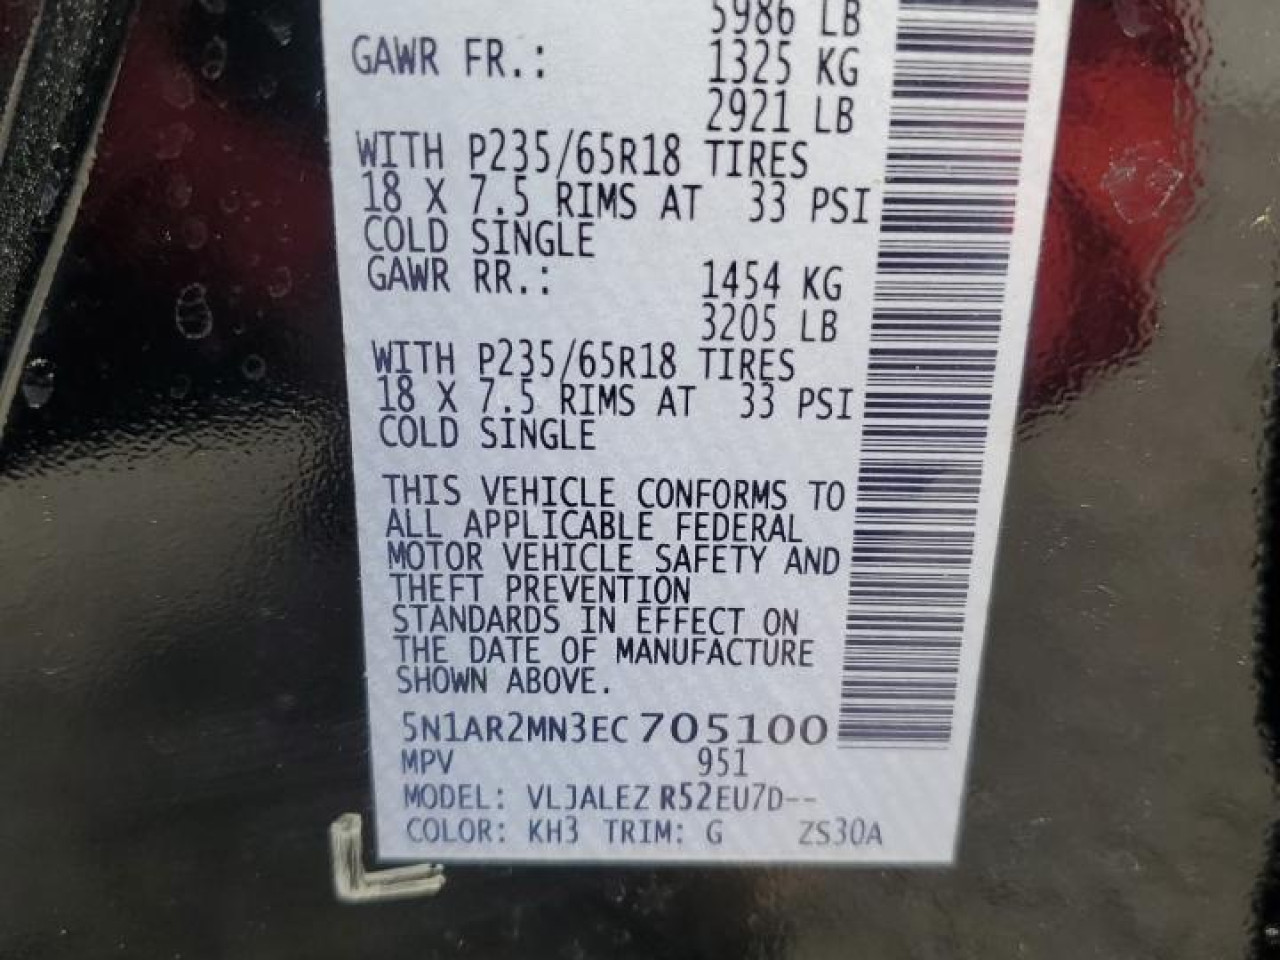 5986 LB
GAWR FR.: 1325 KG
2921 LB
WITH P235/65R18 TIRES
18 X 7.5 RIMS AT 33 PSI
COLD SINGLE
GAWR RR.: 1454 KG
3205 LB
WITH P235/65R18 TIRES
18 X 7.5 RIMS AT 33 PSI
COLD SINGLE
THIS VEHICLE CONFORMS TO
ALL APPLICABLE FEDERAL
MOTOR VEHICLE SAFETY AND
THEFT PREVENTION
STANDARDS IN EFFECT ON
THE DATE OF MANUFACTURE
SHOWN ABOVE.
5N1AR2MN3EC705100
MPV 951
MODEL: VLJALEZ R52EU7D--
COLOR: KH3 TRIM: G ZS30A